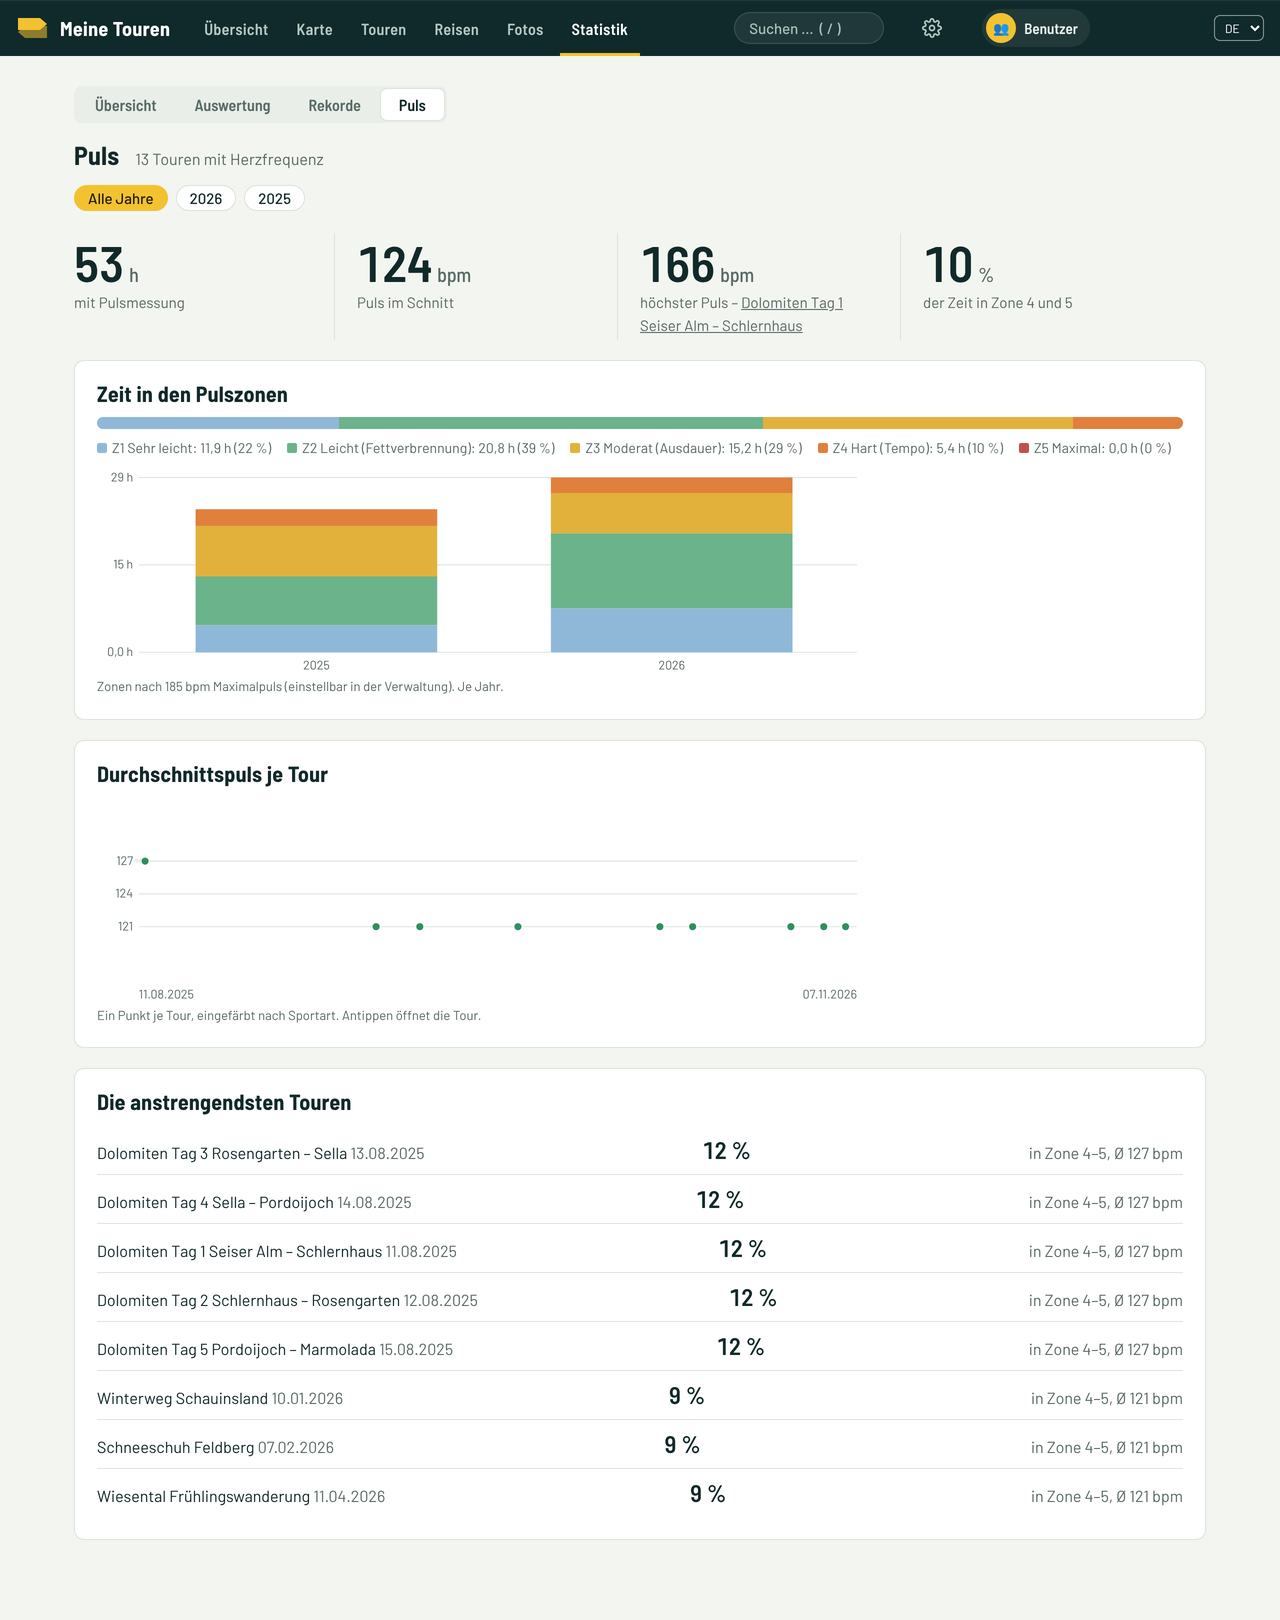 Meine Touren Übersicht Karte Touren Reisen Fotos Statistik Suchen … ( / ) Benutzer DE
Übersicht Auswertung Rekorde Puls
Puls 13 Touren mit Herzfrequenz
Alle Jahre 2026 2025
53 h
mit Pulsmessung
124 bpm
Puls im Schnitt
166 bpm
höchster Puls – Dolomiten Tag 1
Seiser Alm – Schlernhaus
10 %
der Zeit in Zone 4 und 5
Zeit in den Pulszonen
Z1 Sehr leicht: 11,9 h (22 %) Z2 Leicht (Fettverbrennung): 20,8 h (39 %) Z3 Moderat (Ausdauer): 15,2 h (29 %) Z4 Hart (Tempo): 5,4 h (10 %) Z5 Maximal: 0,0 h (0 %)
29 h
15 h
0,0 h
2025 2026
Zonen nach 185 bpm Maximalpuls (einstellbar in der Verwaltung). Je Jahr.
Durchschnittspuls je Tour
127
124
121
11.08.2025 07.11.2026
Ein Punkt je Tour, eingefärbt nach Sportart. Antippen öffnet die Tour.
Die anstrengendsten Touren
Dolomiten Tag 3 Rosengarten – Sella 13.08.2025 12 % in Zone 4–5, Ø 127 bpm
Dolomiten Tag 4 Sella – Pordoijoch 14.08.2025 12 % in Zone 4–5, Ø 127 bpm
Dolomiten Tag 1 Seiser Alm – Schlernhaus 11.08.2025 12 % in Zone 4–5, Ø 127 bpm
Dolomiten Tag 2 Schlernhaus – Rosengarten 12.08.2025 12 % in Zone 4–5, Ø 127 bpm
Dolomiten Tag 5 Pordoijoch – Marmolada 15.08.2025 12 % in Zone 4–5, Ø 127 bpm
Winterweg Schauinsland 10.01.2026 9 % in Zone 4–5, Ø 121 bpm
Schneeschuh Feldberg 07.02.2026 9 % in Zone 4–5, Ø 121 bpm
Wiesental Frühlingswanderung 11.04.2026 9 % in Zone 4–5, Ø 121 bpm